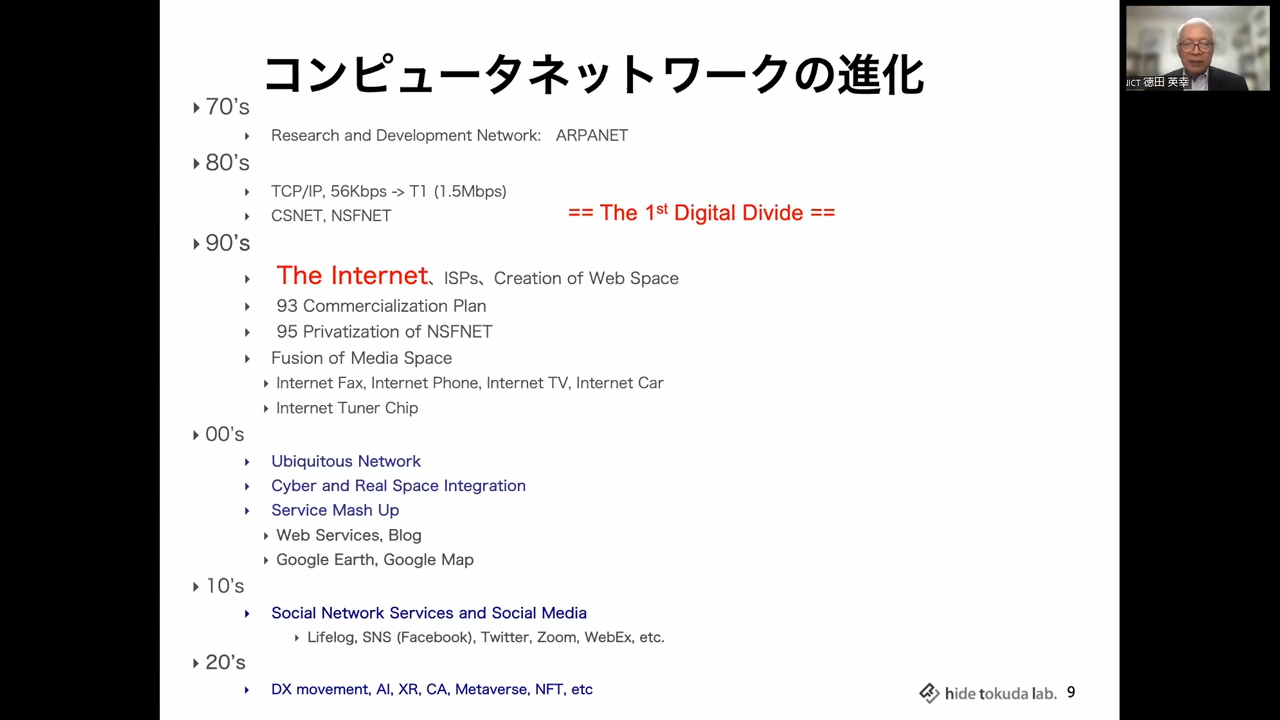 コンピュータネットワークの進化
70's
Research and Development Network: ARPANET
80's
TCP/IP, 56Kbps -> T1 (1.5Mbps)
CSNET, NSFNET
== The 1st Digital Divide ==
90's
The Internet、ISPs、Creation of Web Space
93 Commercialization Plan
95 Privatization of NSFNET
Fusion of Media Space
Internet Fax, Internet Phone, Internet TV, Internet Car
Internet Tuner Chip
00's
Ubiquitous Network
Cyber and Real Space Integration
Service Mash Up
Web Services, Blog
Google Earth, Google Map
10's
Social Network Services and Social Media
Lifelog, SNS (Facebook), Twitter, Zoom, WebEx, etc.
20's
DX movement, AI, XR, CA, Metaverse, NFT, etc
hide tokuda lab. 9
NICT 徳田 英幸